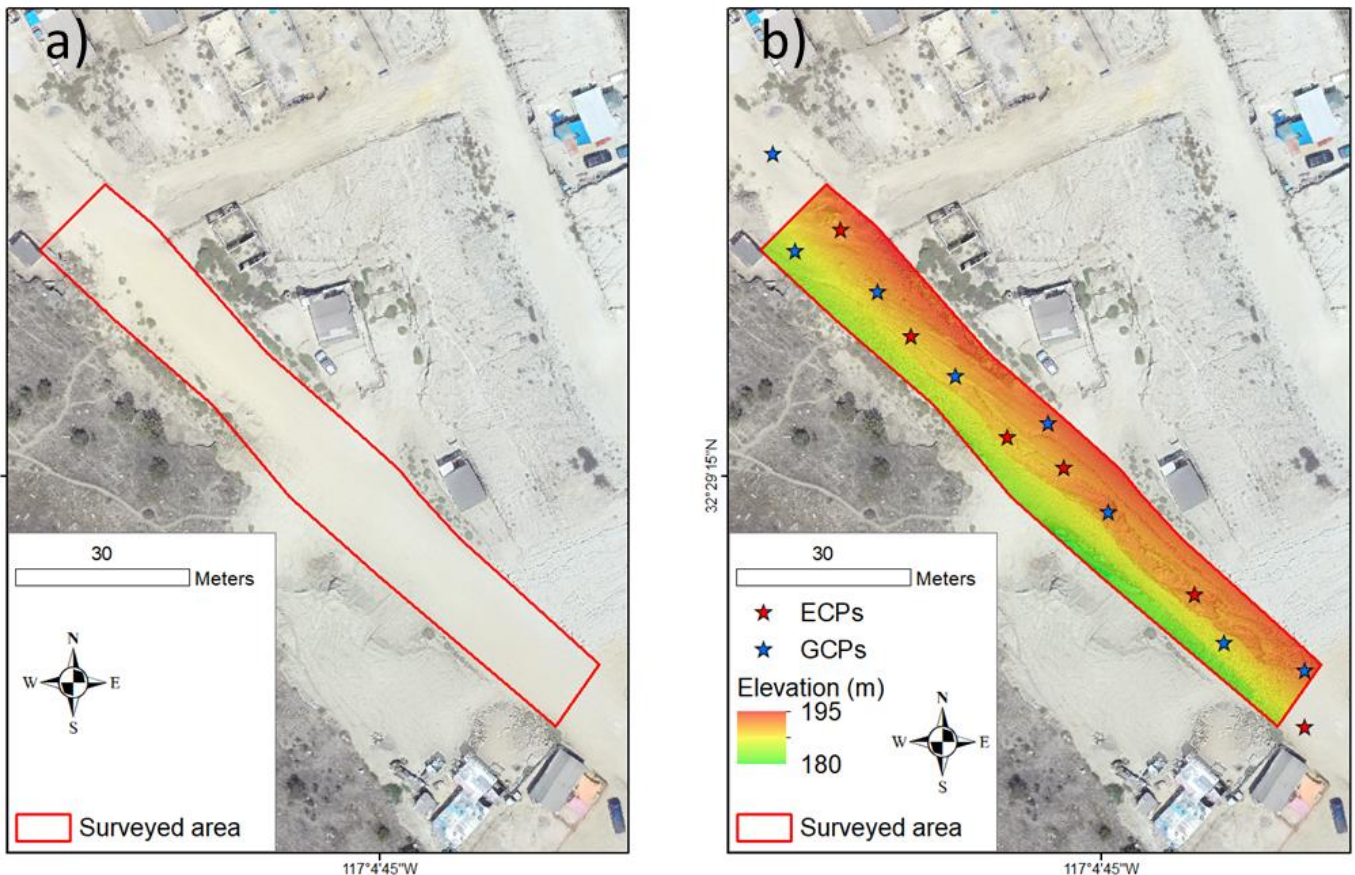 a)
30
Meters
N
W E
S
Surveyed area
117°4'45"W
b)
32°29'15"N
30
Meters
ECPs
GCPs
Elevation (m)
195
180
N
W E
S
Surveyed area
117°4'45"W